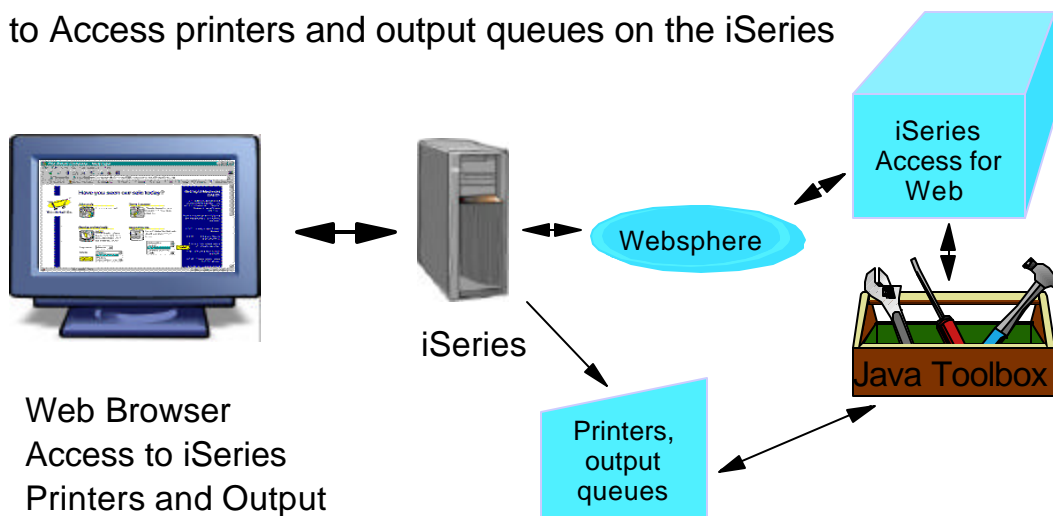 to Access printers and output queues on the iSeries
iSeries
Access for
Web
Have you seen our sale today?
Websphere
iSeries
Java Toolbox
Printers,
output
queues
Web Browser
Access to iSeries
Printers and Output